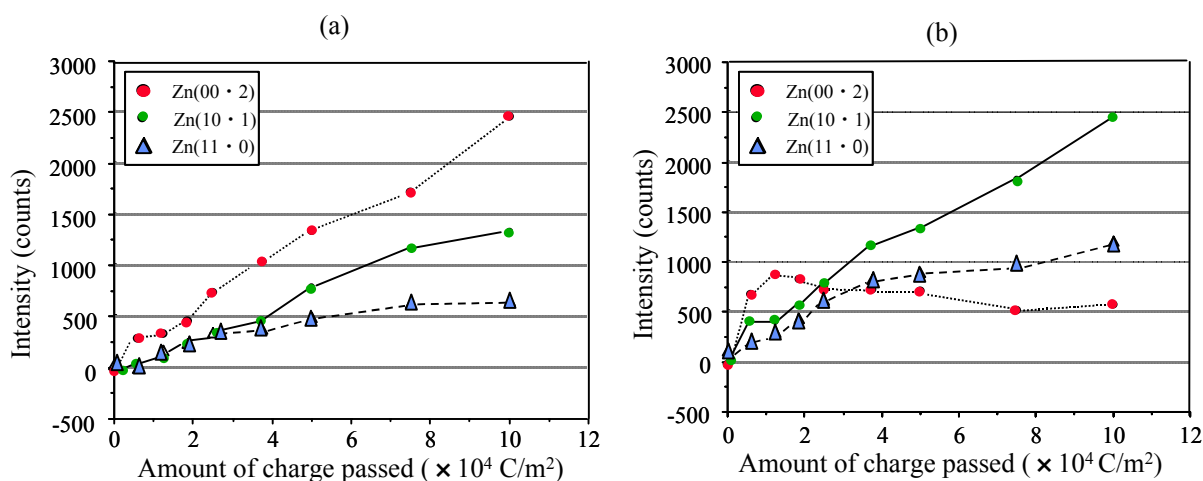 (a)
3000
2500
2000
1500
1000
500
0
-500
Intensity (counts)
Zn(00・2)
Zn(10・1)
Zn(11・0)
0 2 4 6 8 10 12
Amount of charge passed ( × 10⁴ C/m²)
(b)
3000
2500
2000
1500
1000
500
0
-500
Intensity (counts)
Zn(00・2)
Zn(10・1)
Zn(11・0)
0 2 4 6 8 10 12
Amount of charge passed ( × 10⁴ C/m²)